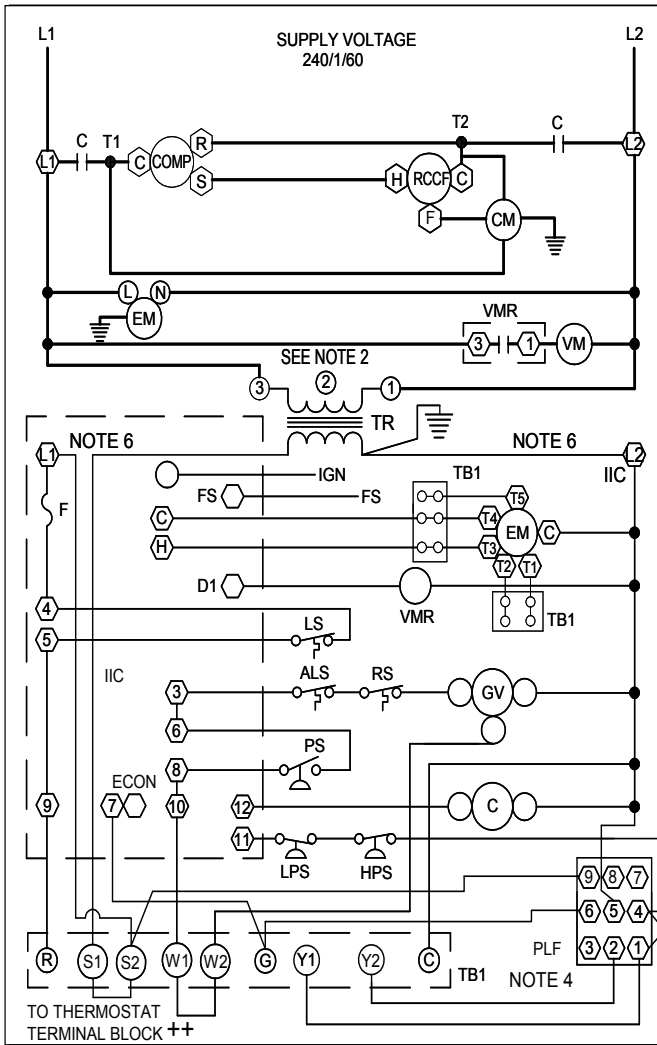 L1 SUPPLY VOLTAGE L2
240/1/60
C T1 T2 C
L1 C COMP R L2
S H RCCF C
F CM
L N
EM VMR
3 1 VM
SEE NOTE 2
3 2 1
TR
L1 NOTE 6 NOTE 6 L2
IGN TB1 IIC
F FS FS T5
C T4 EM C
H T3
T2 T1
D1 VMR TB1
4 LS
5
IIC ALS RS
3 GV
6
PS
8
ECON
9 7 10 12 C
11
LPS HPS
9 8 7
6 5 4
PLF 3 2 1
R S1 S2 W1 W2 G Y1 Y2 C TB1 NOTE 4
TO THERMOSTAT
TERMINAL BLOCK ++